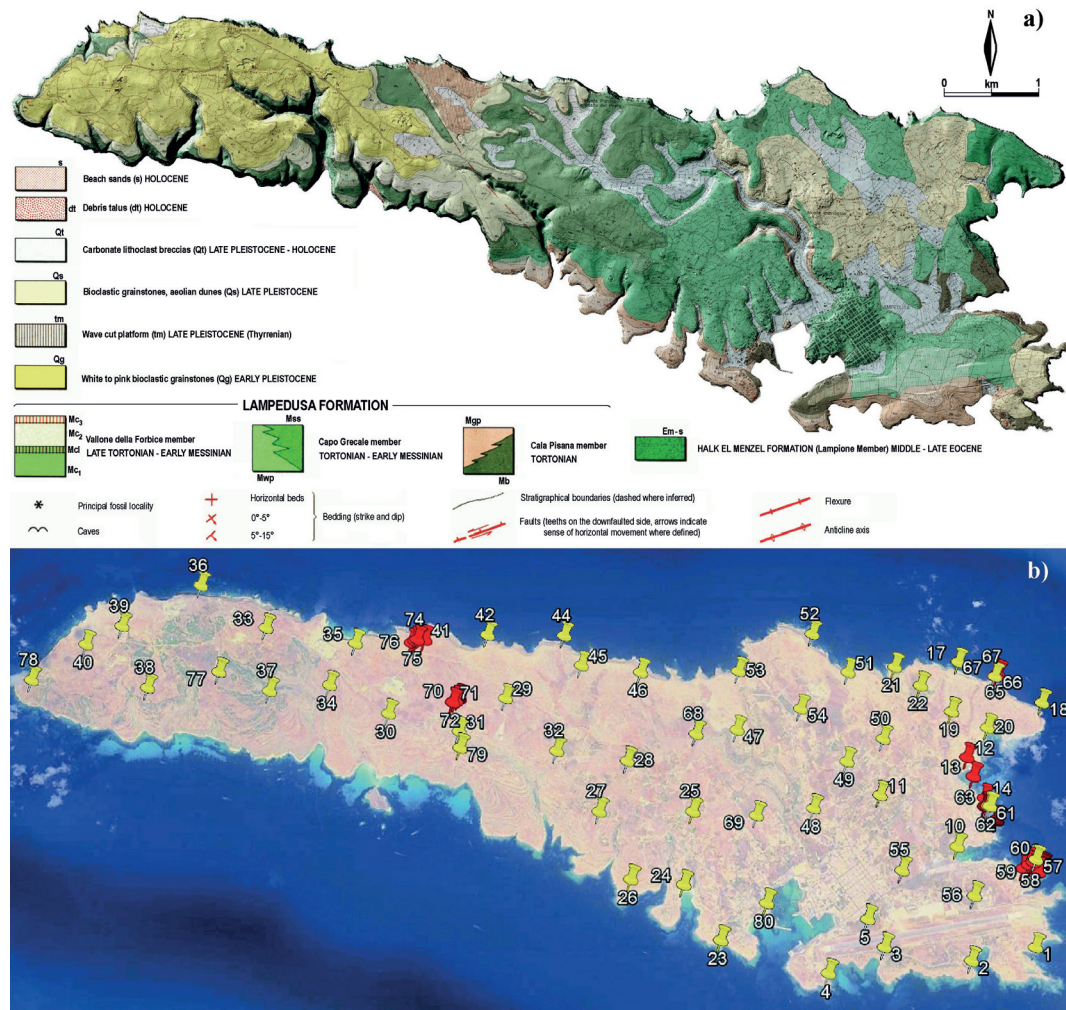 a)
N
0 km 1
s
Beach sands (s) HOLOCENE
dt
Debris talus (dt) HOLOCENE
Qt
Carbonate lithoclast breccias (Qt) LATE PLEISTOCENE - HOLOCENE
Qs
Bioclastic grainstones, aeolian dunes (Qs) LATE PLEISTOCENE
tm
Wave cut platform (tm) LATE PLEISTOCENE (Thyrrenian)
Qg
White to pink bioclastic grainstones (Qg) EARLY PLEISTOCENE
LAMPEDUSA FORMATION
Mc3
Mc2
Mcl
Mc1
Vallone della Forbice member
LATE TORTONIAN - EARLY MESSINIAN
Mss
Mwp
Capo Grecale member
TORTONIAN - EARLY MESSINIAN
Mgp
Mb
Cala Pisana member
TORTONIAN
Em-s
HALK EL MENZEL FORMATION (Lampione Member) MIDDLE - LATE EOCENE
Principal fossil locality
Caves
Horizontal beds
0°-5°
5°-15°
Bedding (strike and dip)
Stratigraphical boundaries (dashed where inferred)
Faults (teeth on the downfaulted side, arrows indicate
sense of horizontal movement where defined)
Flexure
Anticline axis
b)
36
39
33
35
76
74
75
41
42
44
45
46
52
53
51
21
22
17
67
67
65
66
18
40
78
38
77
37
34
30
70
71
72
31
79
29
32
28
68
47
54
50
49
19
20
12
13
14
63
61
62
27
25
69
48
11
10
55
60
59
58
57
56
26
24
23
80
5
3
4
2
1